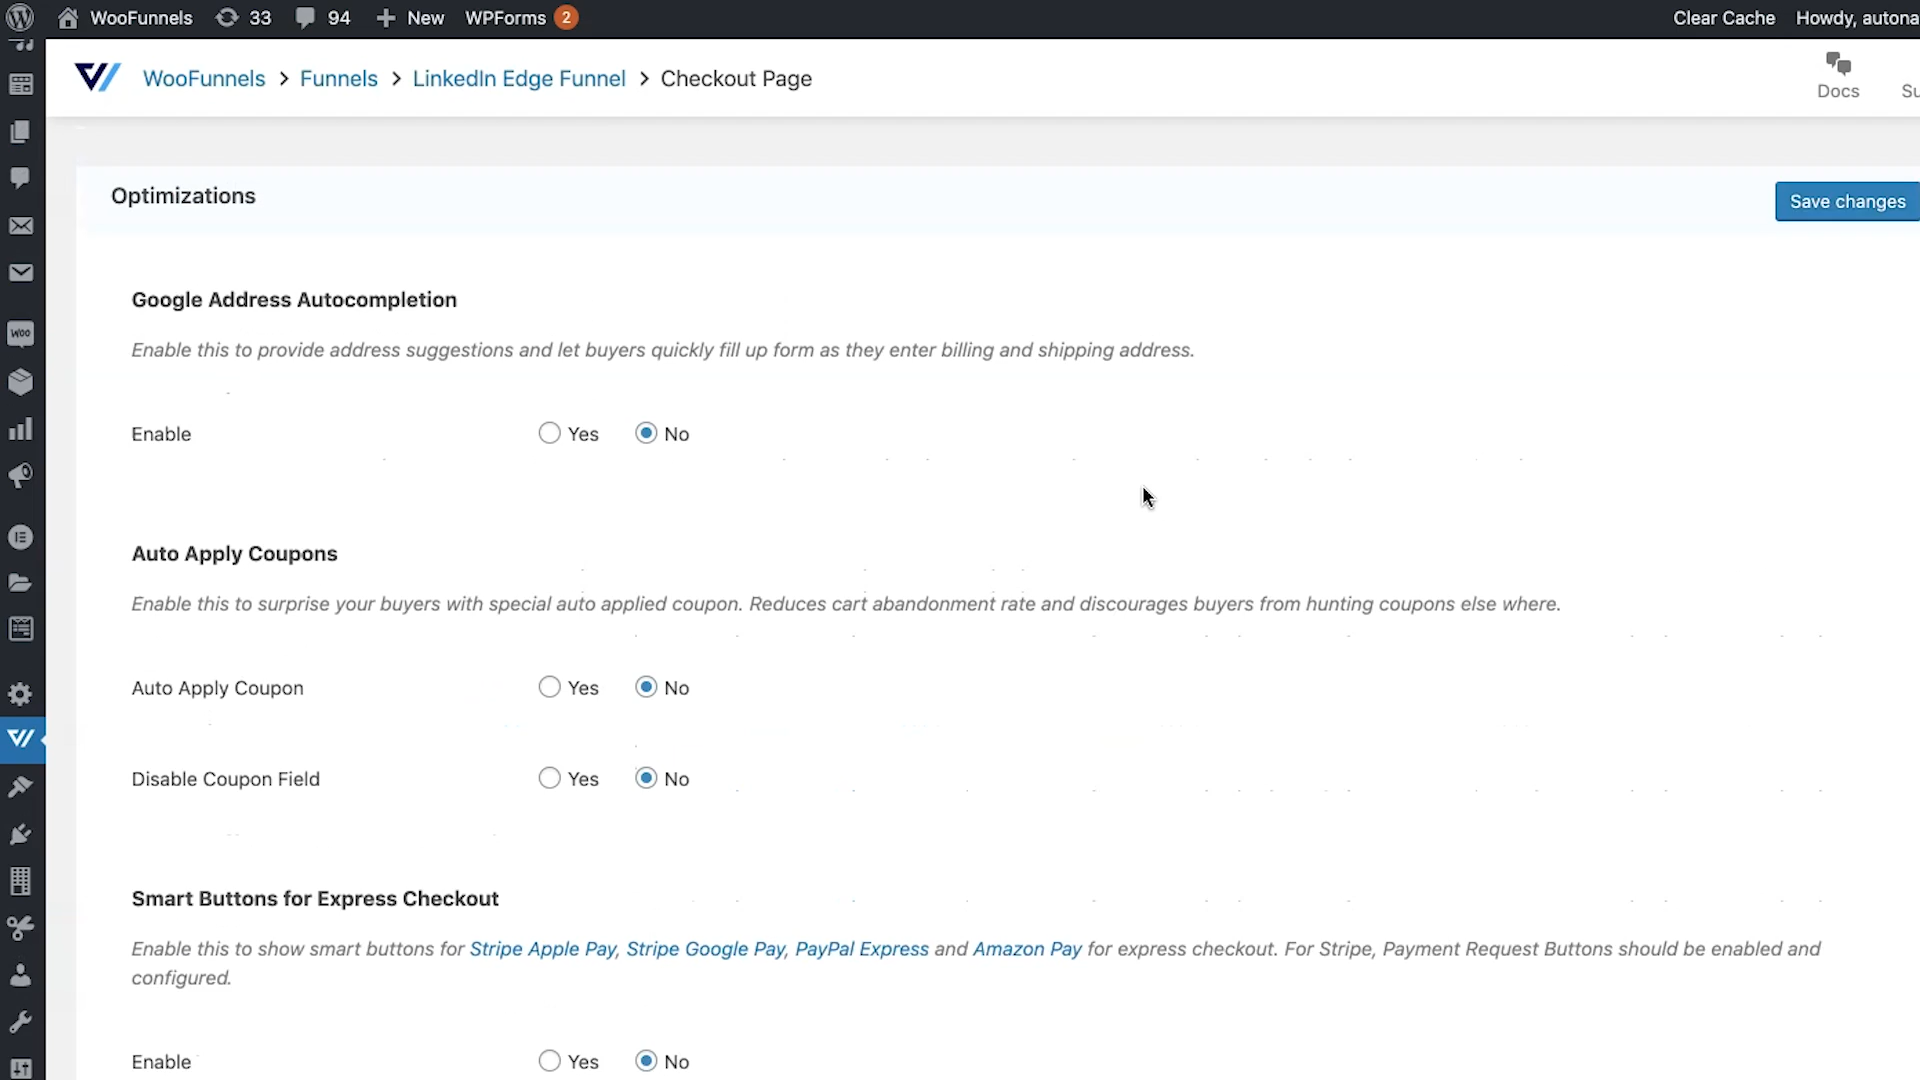 WooFunnels 33 94 New WPForms 2 Clear Cache Howdy, autona
WooFunnels > Funnels > LinkedIn Edge Funnel > Checkout Page
Docs Su
Optimizations
Save changes
Google Address Autocompletion
Enable this to provide address suggestions and let buyers quickly fill up form as they enter billing and shipping address.
Enable Yes No
Auto Apply Coupons
Enable this to surprise your buyers with special auto applied coupon. Reduces cart abandonment rate and discourages buyers from hunting coupons else where.
Auto Apply Coupon Yes No
Disable Coupon Field Yes No
Woo
Smart Buttons for Express Checkout
Enable this to show smart buttons for Stripe Apple Pay, Stripe Google Pay, PayPal Express and Amazon Pay for express checkout. For Stripe, Payment Request Buttons should be enabled and
configured.
Enable Yes No